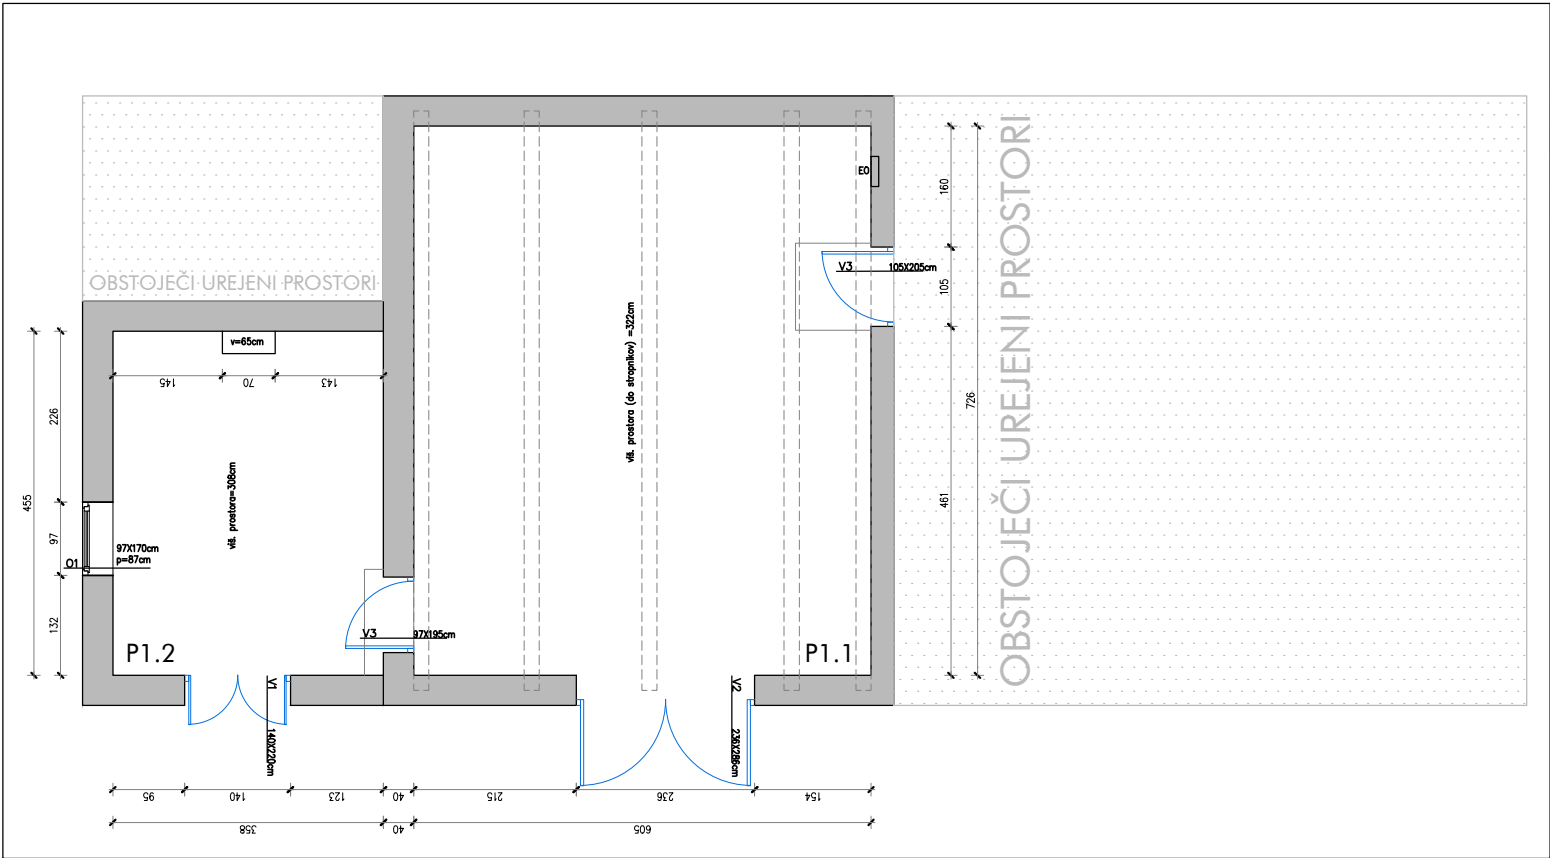 OBSTOJEČI UREJENI PROSTORI
OBSTOJEČI UREJENI PROSTORI
EO
V3
105X205cm
160
105
461
726
v=65cm
145
70
143
viš. prostora (do stropnikov) =322cm
viš. prostora=308cm
455
226
97
132
O1
97X170cm
p=87cm
V3
97X195cm
P1.2
P1.1
V1
140X220cm
V2
236X286cm
95
140
123
40
215
236
154
358
40
605